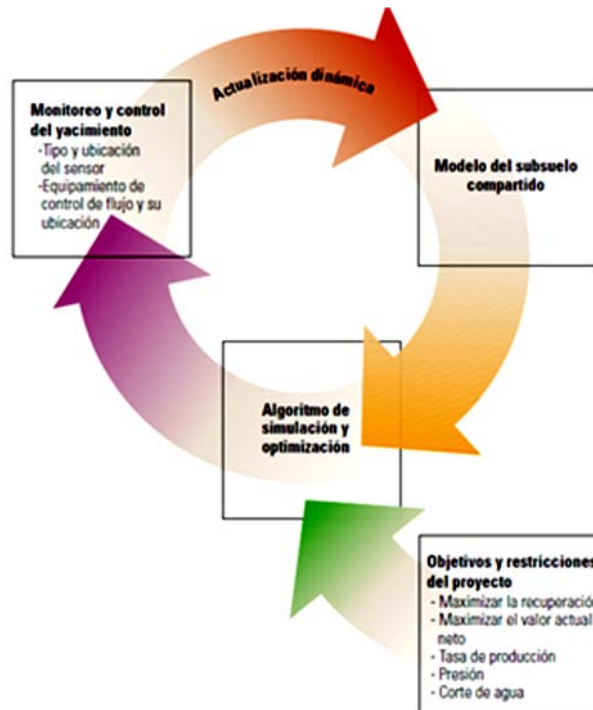 Actualización dinámica
Monitoreo y control
del yacimiento
-Tipo y ubicación
del sensor
-Equipamiento de
control de flujo y su
ubicación
Modelo del subsuelo
compartido
Algoritmo de
simulación y
optimización
Objetivos y restricciones
del proyecto
- Maximizar la recuperación
- Maximizar el valor actual
neto
- Tasa de producción
- Presión
- Corte de agua